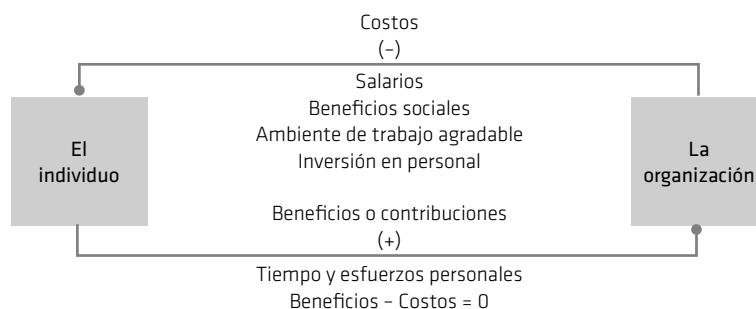 Costos
(–)
Salarios
Beneficios sociales
Ambiente de trabajo agradable
Inversión en personal
El
individuo
La
organización
Beneficios o contribuciones
(+)
Tiempo y esfuerzos personales
Beneficios – Costos = 0